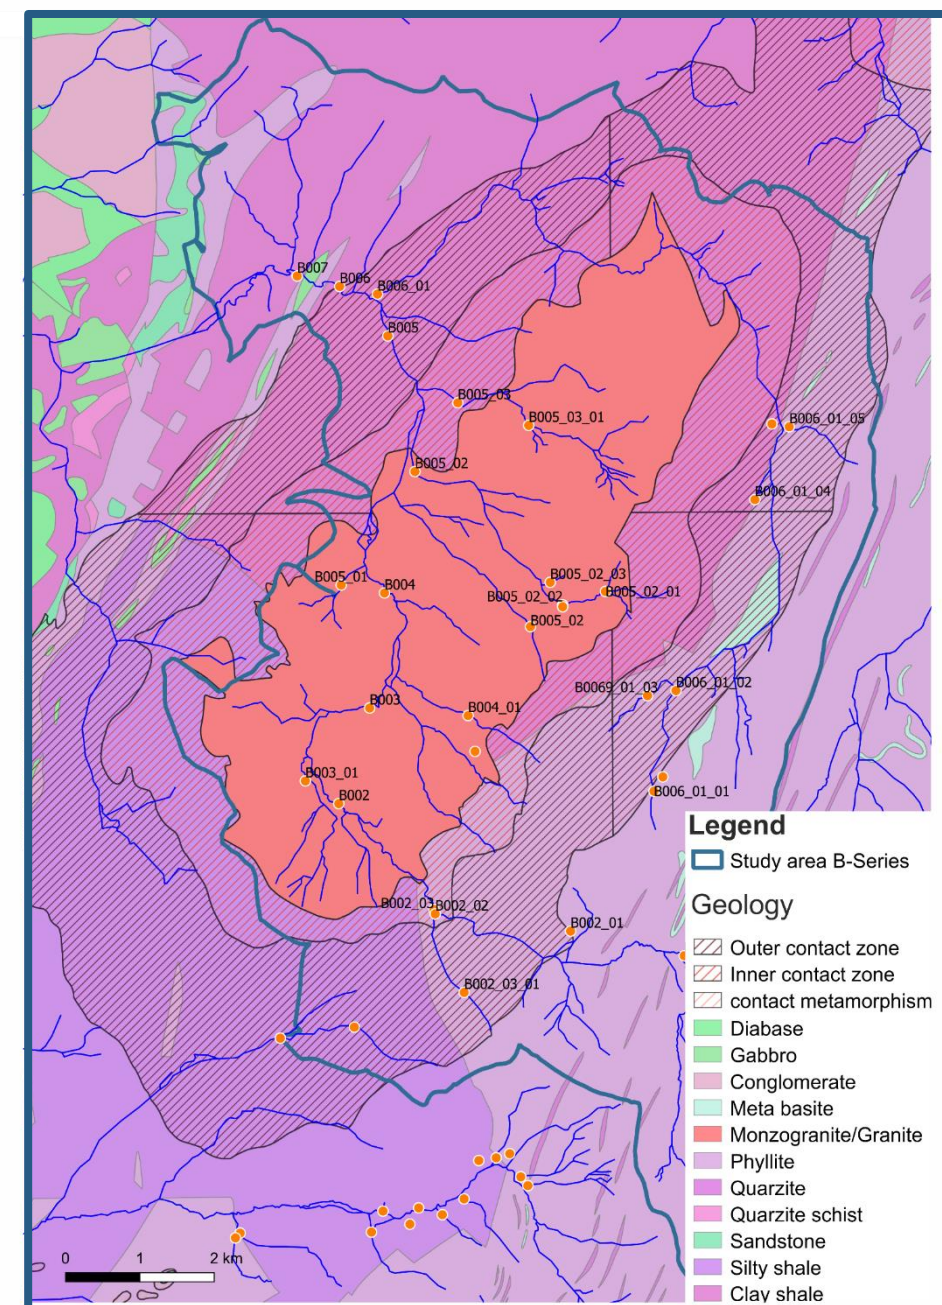 B007
B006
B006_01
B005
B005_03
B005_03_01
B006_01_05
B005_02
B006_01_04
B005_01
B004
B005_02_03
B005_02_02
B005_02_01
B005_02
B0069_01_03
B006_01_02
B003
B004_01
B003_01
B002
B006_01_01
Legend
Study area B-Series
Geology
B002_03
B002_02
B002_01
Outer contact zone
Inner contact zone
B002_03_01
contact metamorphism
Diabase
Gabbro
Conglomerate
Meta basite
Monzogranite/Granite
Phyllite
Quarzite
Quarzite schist
Sandstone
Silty shale
Clay shale
0 1 2 km